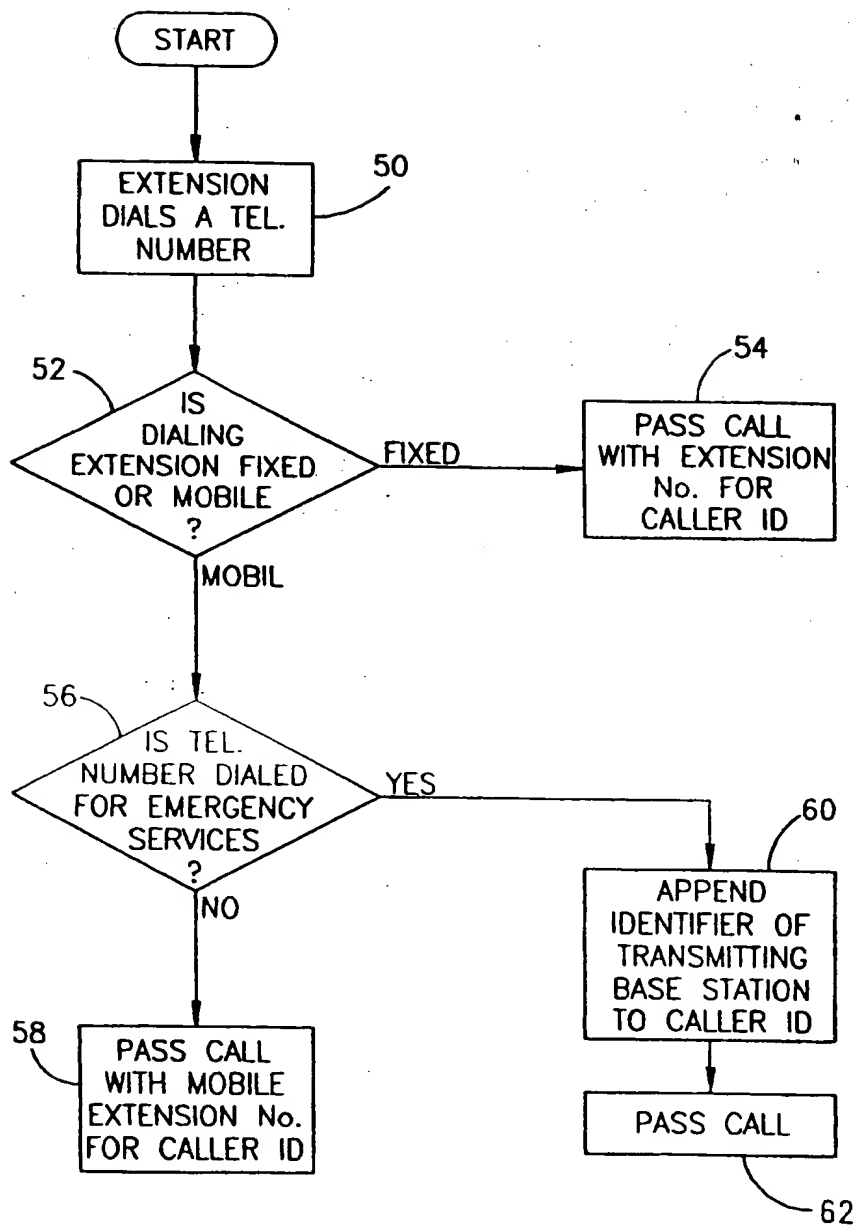 START
50
EXTENSION
DIALS A TEL.
NUMBER
52
IS
DIALING
EXTENSION FIXED
OR MOBILE
?
FIXED
54
PASS CALL
WITH EXTENSION
No. FOR
CALLER ID
MOBIL
56
IS TEL.
NUMBER DIALED
FOR EMERGENCY
SERVICES
?
YES
60
APPEND
IDENTIFIER OF
TRANSMITTING
BASE STATION
TO CALLER ID
NO
58
PASS CALL
WITH MOBILE
EXTENSION No.
FOR CALLER ID
PASS CALL
62